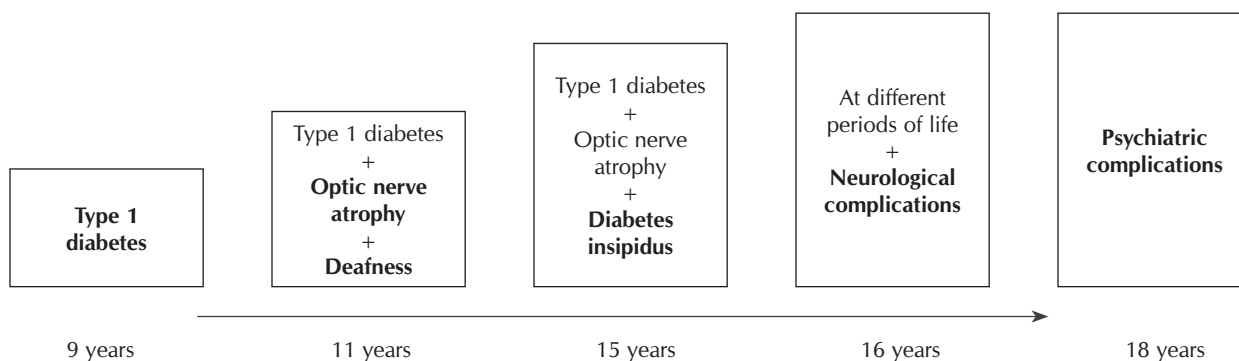 Type 1
diabetes
Type 1 diabetes
+
Optic nerve
atrophy
+
Deafness
Type 1 diabetes
+
Optic nerve
atrophy
+
Diabetes
insipidus
At different
periods of life
+
Neurological
complications
Psychiatric
complications
9 years
11 years
15 years
16 years
18 years